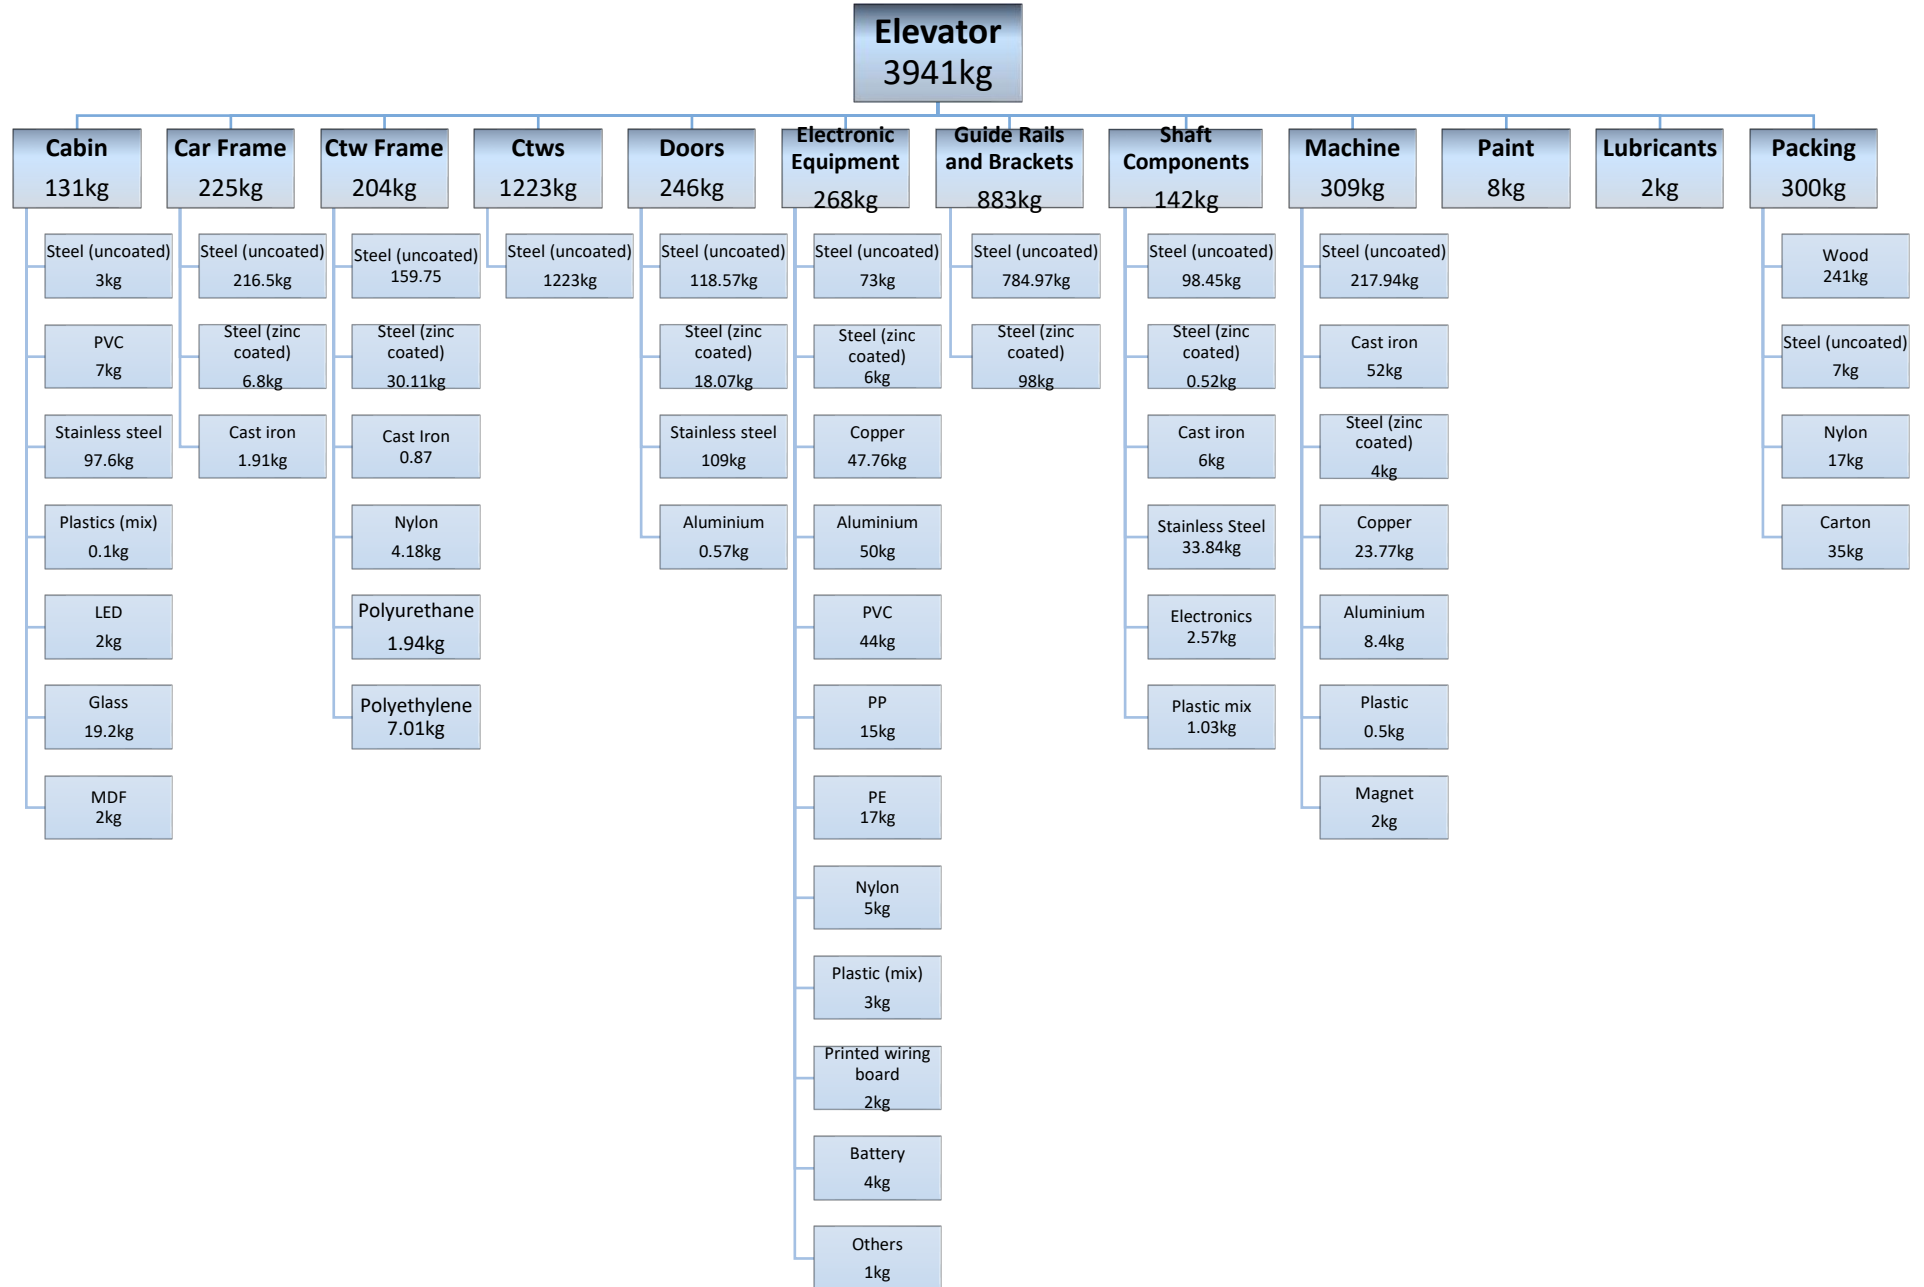 Elevator
3941kg
Cabin
131kg
Steel (uncoated)
3kg
PVC
7kg
Stainless steel
97.6kg
Plastics (mix)
0.1kg
LED
2kg
Glass
19.2kg
MDF
2kg
Car Frame
225kg
Steel (uncoated)
216.5kg
Steel (zinc
coated)
6.8kg
Cast iron
1.91kg
Ctw Frame
204kg
Steel (uncoated)
159.75
Steel (zinc
coated)
30.11kg
Cast Iron
0.87
Nylon
4.18kg
Polyurethane
1.94kg
Polyethylene
7.01kg
Ctws
1223kg
Steel (uncoated)
1223kg
Doors
246kg
Steel (uncoated)
118.57kg
Steel (zinc
coated)
18.07kg
Stainless steel
109kg
Aluminium
0.57kg
Electronic
Equipment
268kg
Steel (uncoated)
73kg
Steel (zinc
coated)
6kg
Copper
47.76kg
Aluminium
50kg
PVC
44kg
PP
15kg
PE
17kg
Nylon
5kg
Plastic (mix)
3kg
Printed wiring
board
2kg
Battery
4kg
Others
1kg
Guide Rails
and Brackets
883kg
Steel (uncoated)
784.97kg
Steel (zinc
coated)
98kg
Shaft
Components
142kg
Steel (uncoated)
98.45kg
Steel (zinc
coated)
0.52kg
Cast iron
6kg
Stainless Steel
33.84kg
Electronics
2.57kg
Plastic mix
1.03kg
Machine
309kg
Steel (uncoated)
217.94kg
Cast iron
52kg
Steel (zinc
coated)
4kg
Copper
23.77kg
Aluminium
8.4kg
Plastic
0.5kg
Magnet
2kg
Paint
8kg
Lubricants
2kg
Packing
300kg
Wood
241kg
Steel (uncoated)
7kg
Nylon
17kg
Carton
35kg